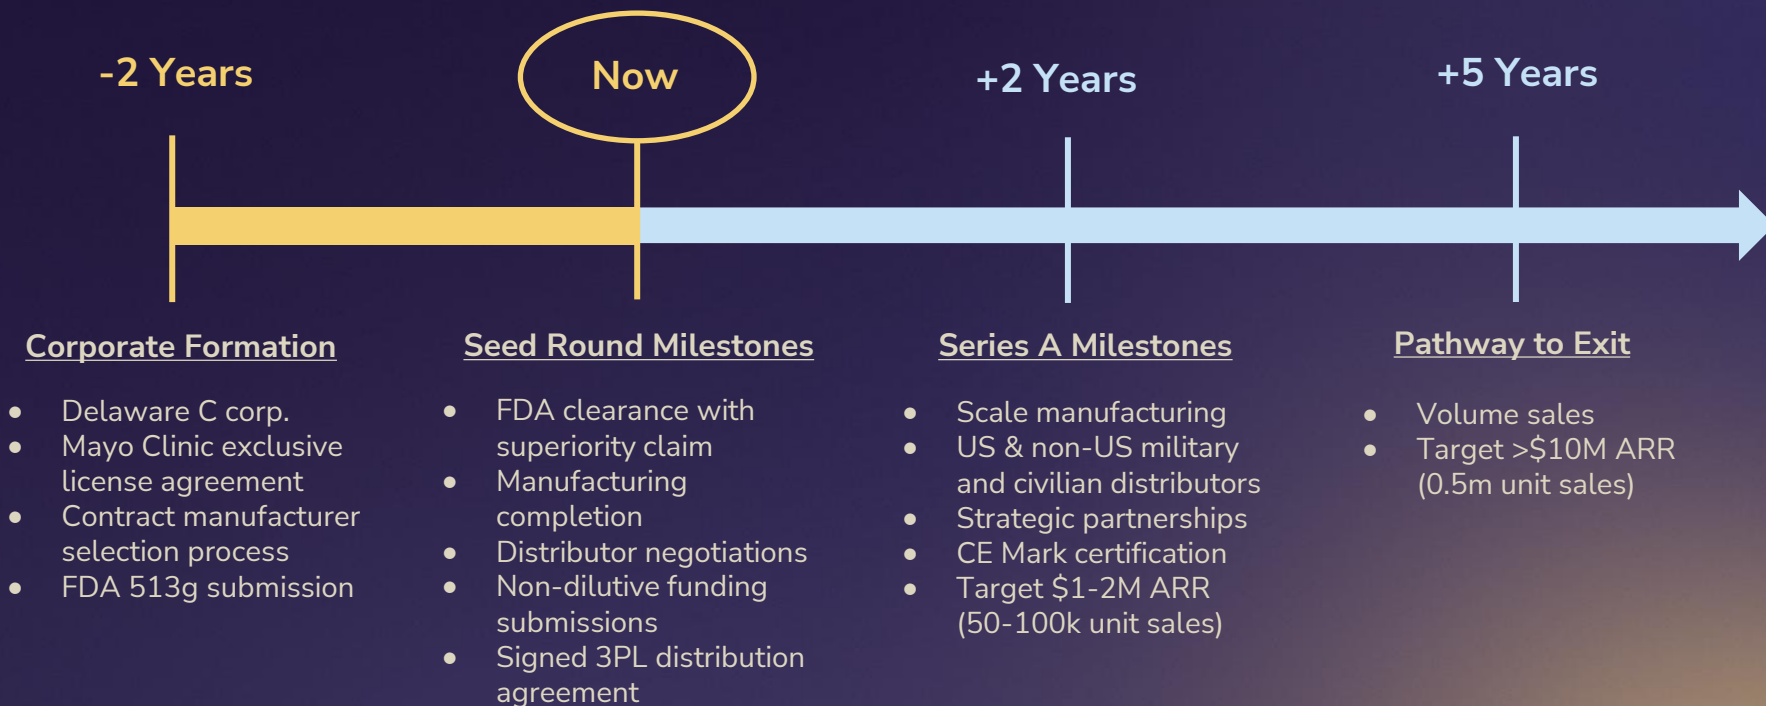 -2 Years
Now
+2 Years
+5 Years
Corporate Formation
● Delaware C corp.
● Mayo Clinic exclusive
license agreement
● Contract manufacturer
selection process
● FDA 513g submission
Seed Round Milestones
● FDA clearance with
superiority claim
● Manufacturing
completion
● Distributor negotiations
● Non-dilutive funding
submissions
● Signed 3PL distribution
agreement
Series A Milestones
● Scale manufacturing
● US & non-US military
and civilian distributors
● Strategic partnerships
● CE Mark certification
● Target $1-2M ARR
(50-100k unit sales)
Pathway to Exit
● Volume sales
● Target >$10M ARR
(0.5m unit sales)